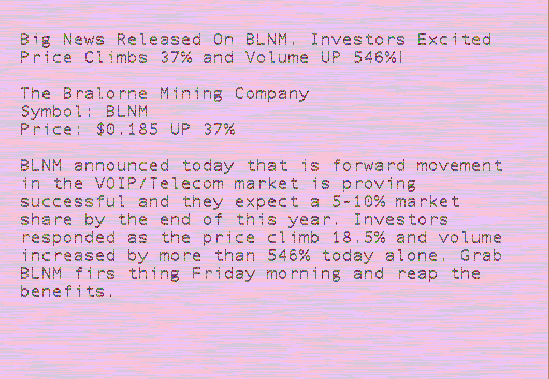 Big News Released On BLNM. Investors Excited
Price Climbs 37% and Volume UP 546%!
The Bralorne Mining Company
Symbol: BLNM
Price: $0.185 UP 37%
BLNM announced today that is forward movement
in the VOIP/Telecom market is proving
successful and they expect a 5-10% market
share by the end of this year. Investors
responded as the price climb 18.5% and volume
increased by more than 546% today alone. Grab
BLNM firs thing Friday morning and reap the
benefits.